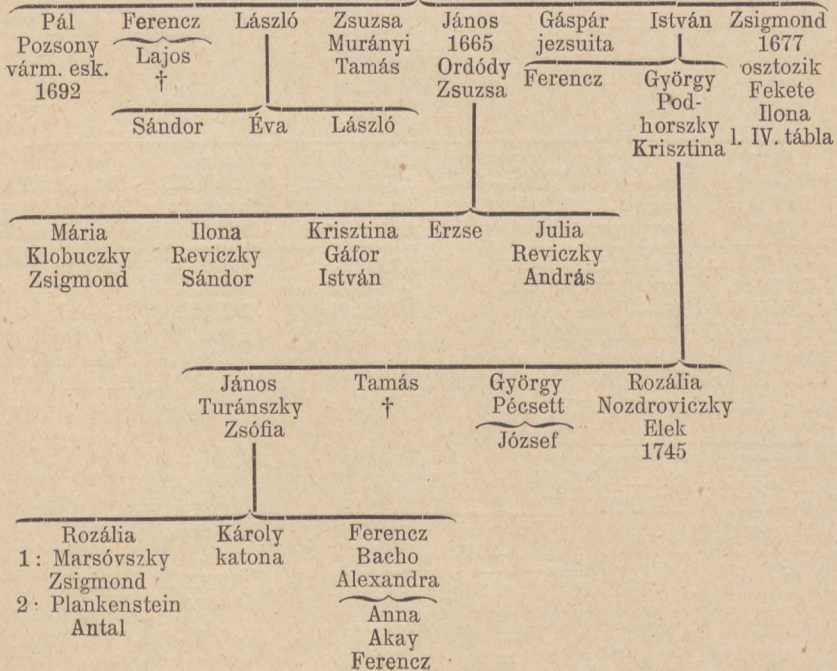 Pál
Pozsony
várm. esk.
1692
Ferencz
Lajos
†
László
Zsuzsa
Murányi
Tamás
János
1665
Ordódy
Zsuzsa
Gáspár
jezsuita
István
Zsigmond
1677
osztozik
Fekete
Ilona
l. IV. tábla
Ferencz
György
Pod-
horszky
Krisztina
Sándor
Éva
László
Mária
Klobuczky
Zsigmond
Ilona
Reviczky
Sándor
Krisztina
Gáfor
István
Erzse
Julia
Reviczky
András
János
Turánszky
Zsófia
Tamás
†
György
Pécsett
József
Rozália
Nozdroviczky
Elek
1745
Rozália
1: Marsóvszky
Zsigmond
2: Plankenstein
Antal
Károly
katona
Ferencz
Bacho
Alexandra
Anna
Akay
Ferencz